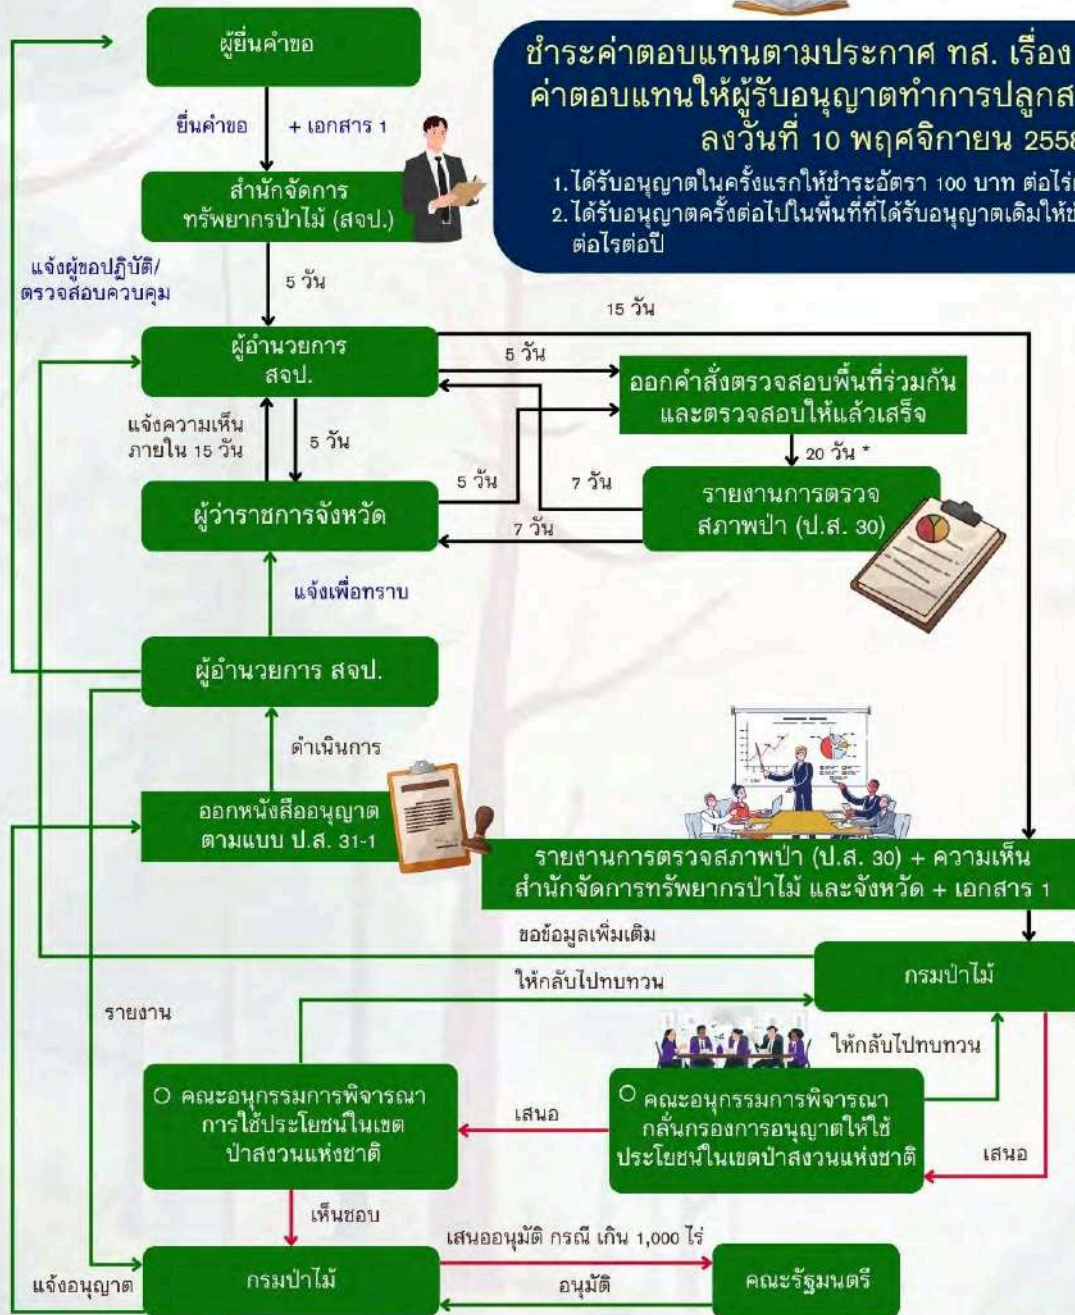 ผู้ยื่นคำขอ
ยื่นคำขอ + เอกสาร 1
สำนักจัดการ
ทรัพยากรป่าไม้ (สจป.)
ชำระค่าตอบแทนตามประกาศ ทส. เรื่อง
ค่าตอบแทนให้ผู้รับอนุญาตทำการปลูกส
ลงวันที่ 10 พฤศจิกายน 2558
1. ได้รับอนุญาตในครั้งแรกให้ชำระอัตรา 100 บาท ต่อไร่
2. ได้รับอนุญาตครั้งต่อไปในพื้นที่ที่ได้รับอนุญาตเดิมให้
ต่อไรต่อปี
แจ้งผู้ขอปฏิบัติ/
ตรวจสอบควบคุม
5 วัน
15 วัน
ผู้อำนวยการ
สจป.
5 วัน
ออกคำสั่งตรวจสอบพื้นที่ร่วมกัน
และตรวจสอบให้แล้วเสร็จ
แจ้งความเห็น
ภายใน 15 วัน
5 วัน
20 วัน *
5 วัน
7 วัน
ผู้ว่าราชการจังหวัด
7 วัน
รายงานการตรวจ
สภาพป่า (ป.ส. 30)
แจ้งเพื่อทราบ
ผู้อำนวยการ สจป.
ดำเนินการ
ออกหนังสืออนุญาต
ตามแบบ ป.ส. 31-1
รายงานการตรวจสภาพป่า (ป.ส. 30) + ความเห็น
สำนักจัดการทรัพยากรป่าไม้ และจังหวัด + เอกสาร 1
ขอข้อมูลเพิ่มเติม
กรมป่าไม้
ให้กลับไปทบทวน
รายงาน
ให้กลับไปทบทวน
คณะอนุกรรมการพิจารณา
การใช้ประโยชน์ในเขต
ป่าสงวนแห่งชาติ
เสนอ
คณะอนุกรรมการพิจารณา
กลั่นกรองการอนุญาตให้ใช้
ประโยชน์ในเขตป่าสงวนแห่งชาติ
เสนอ
เห็นชอบ
เสนออนุมัติ กรณี เกิน 1,000 ไร่
แจ้งอนุญาต
กรมป่าไม้
อนุมัติ
คณะรัฐมนตรี